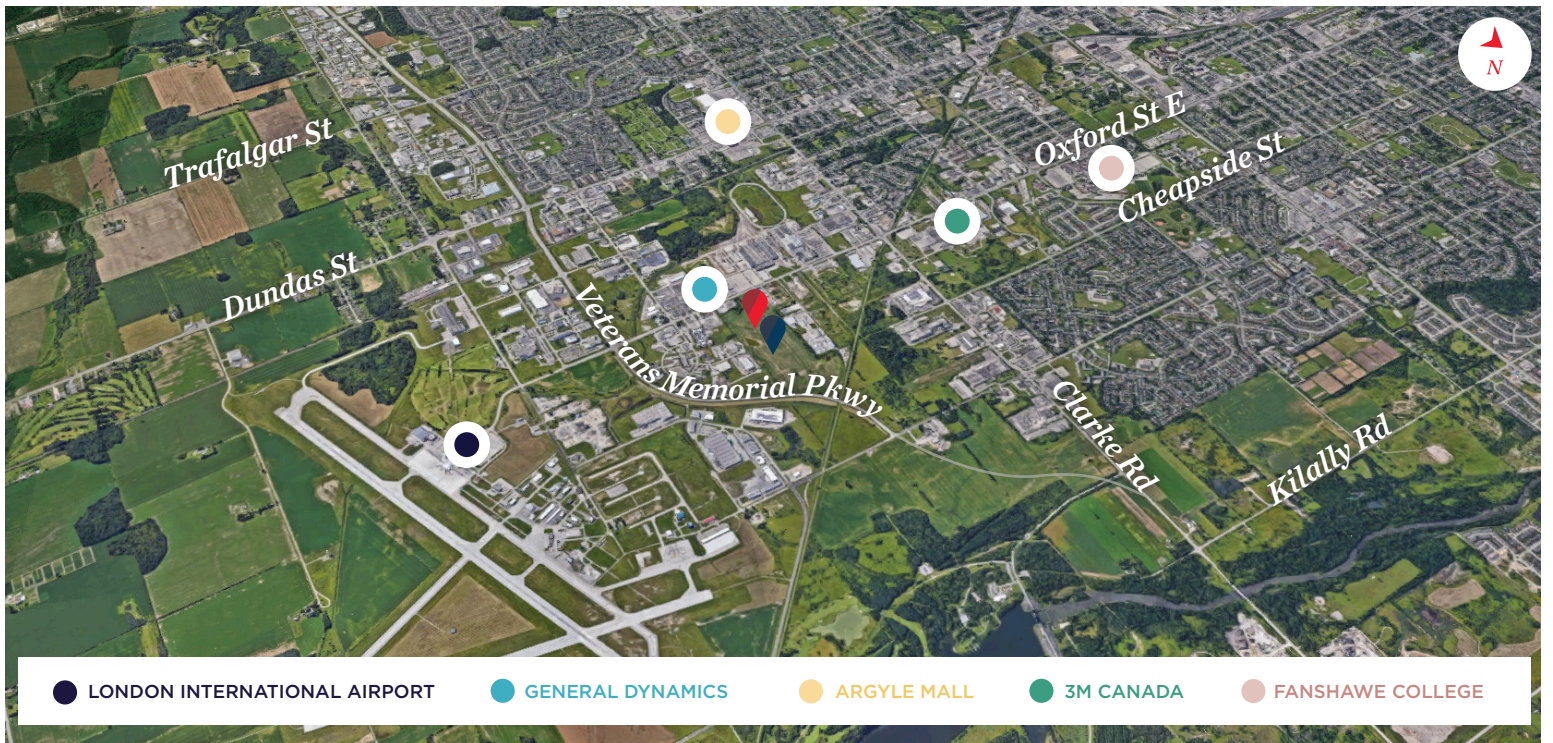 N
Oxford St E
Cheapside St
Trafalgar St
Dundas St
Veterans Memorial Pkwy
Clarke Rd
Kilally Rd
LONDON INTERNATIONAL AIRPORT
GENERAL DYNAMICS
ARGYLE MALL
3M CANADA
FANSHAWE COLLEGE